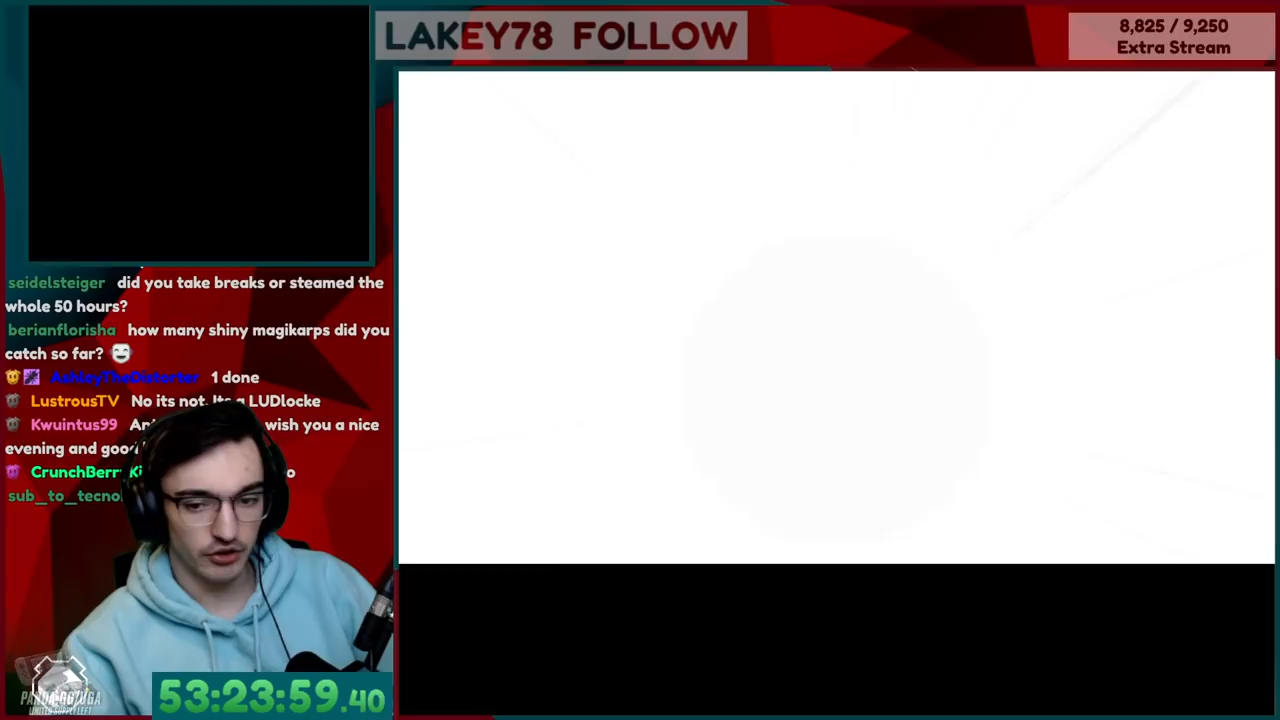 LAKEY78 FOLLOW
8,825 / 9,250
Extra Stream
seidelsteiger did you take breaks or steamed the
whole 50 hours?
berianflorisha how many shiny magikarps did you
catch so far?
AshleyTheDistorter 1 done
LustrousTV No its not. Its a LUDlocke
Kwuintus99 wish you a nice
evening and good
53:23:59.40